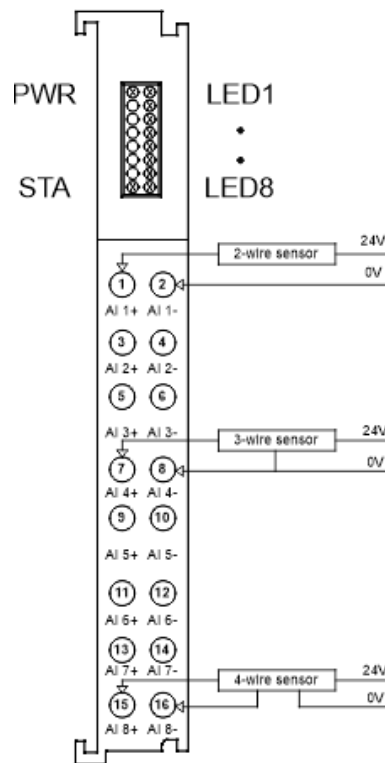 PWR LED1
STA LED8
24V
2-wire sensor
0V
1 2
AI 1+ AI 1-
3 4
AI 2+ AI 2-
5 6
AI 3+ AI 3-
24V
3-wire sensor
0V
7 8
AI 4+ AI 4-
9 10
AI 5+ AI 5-
11 12
AI 6+ AI 6-
13 14
AI 7+ AI 7-
24V
4-wire sensor
0V
15 16
AI 8+ AI 8-